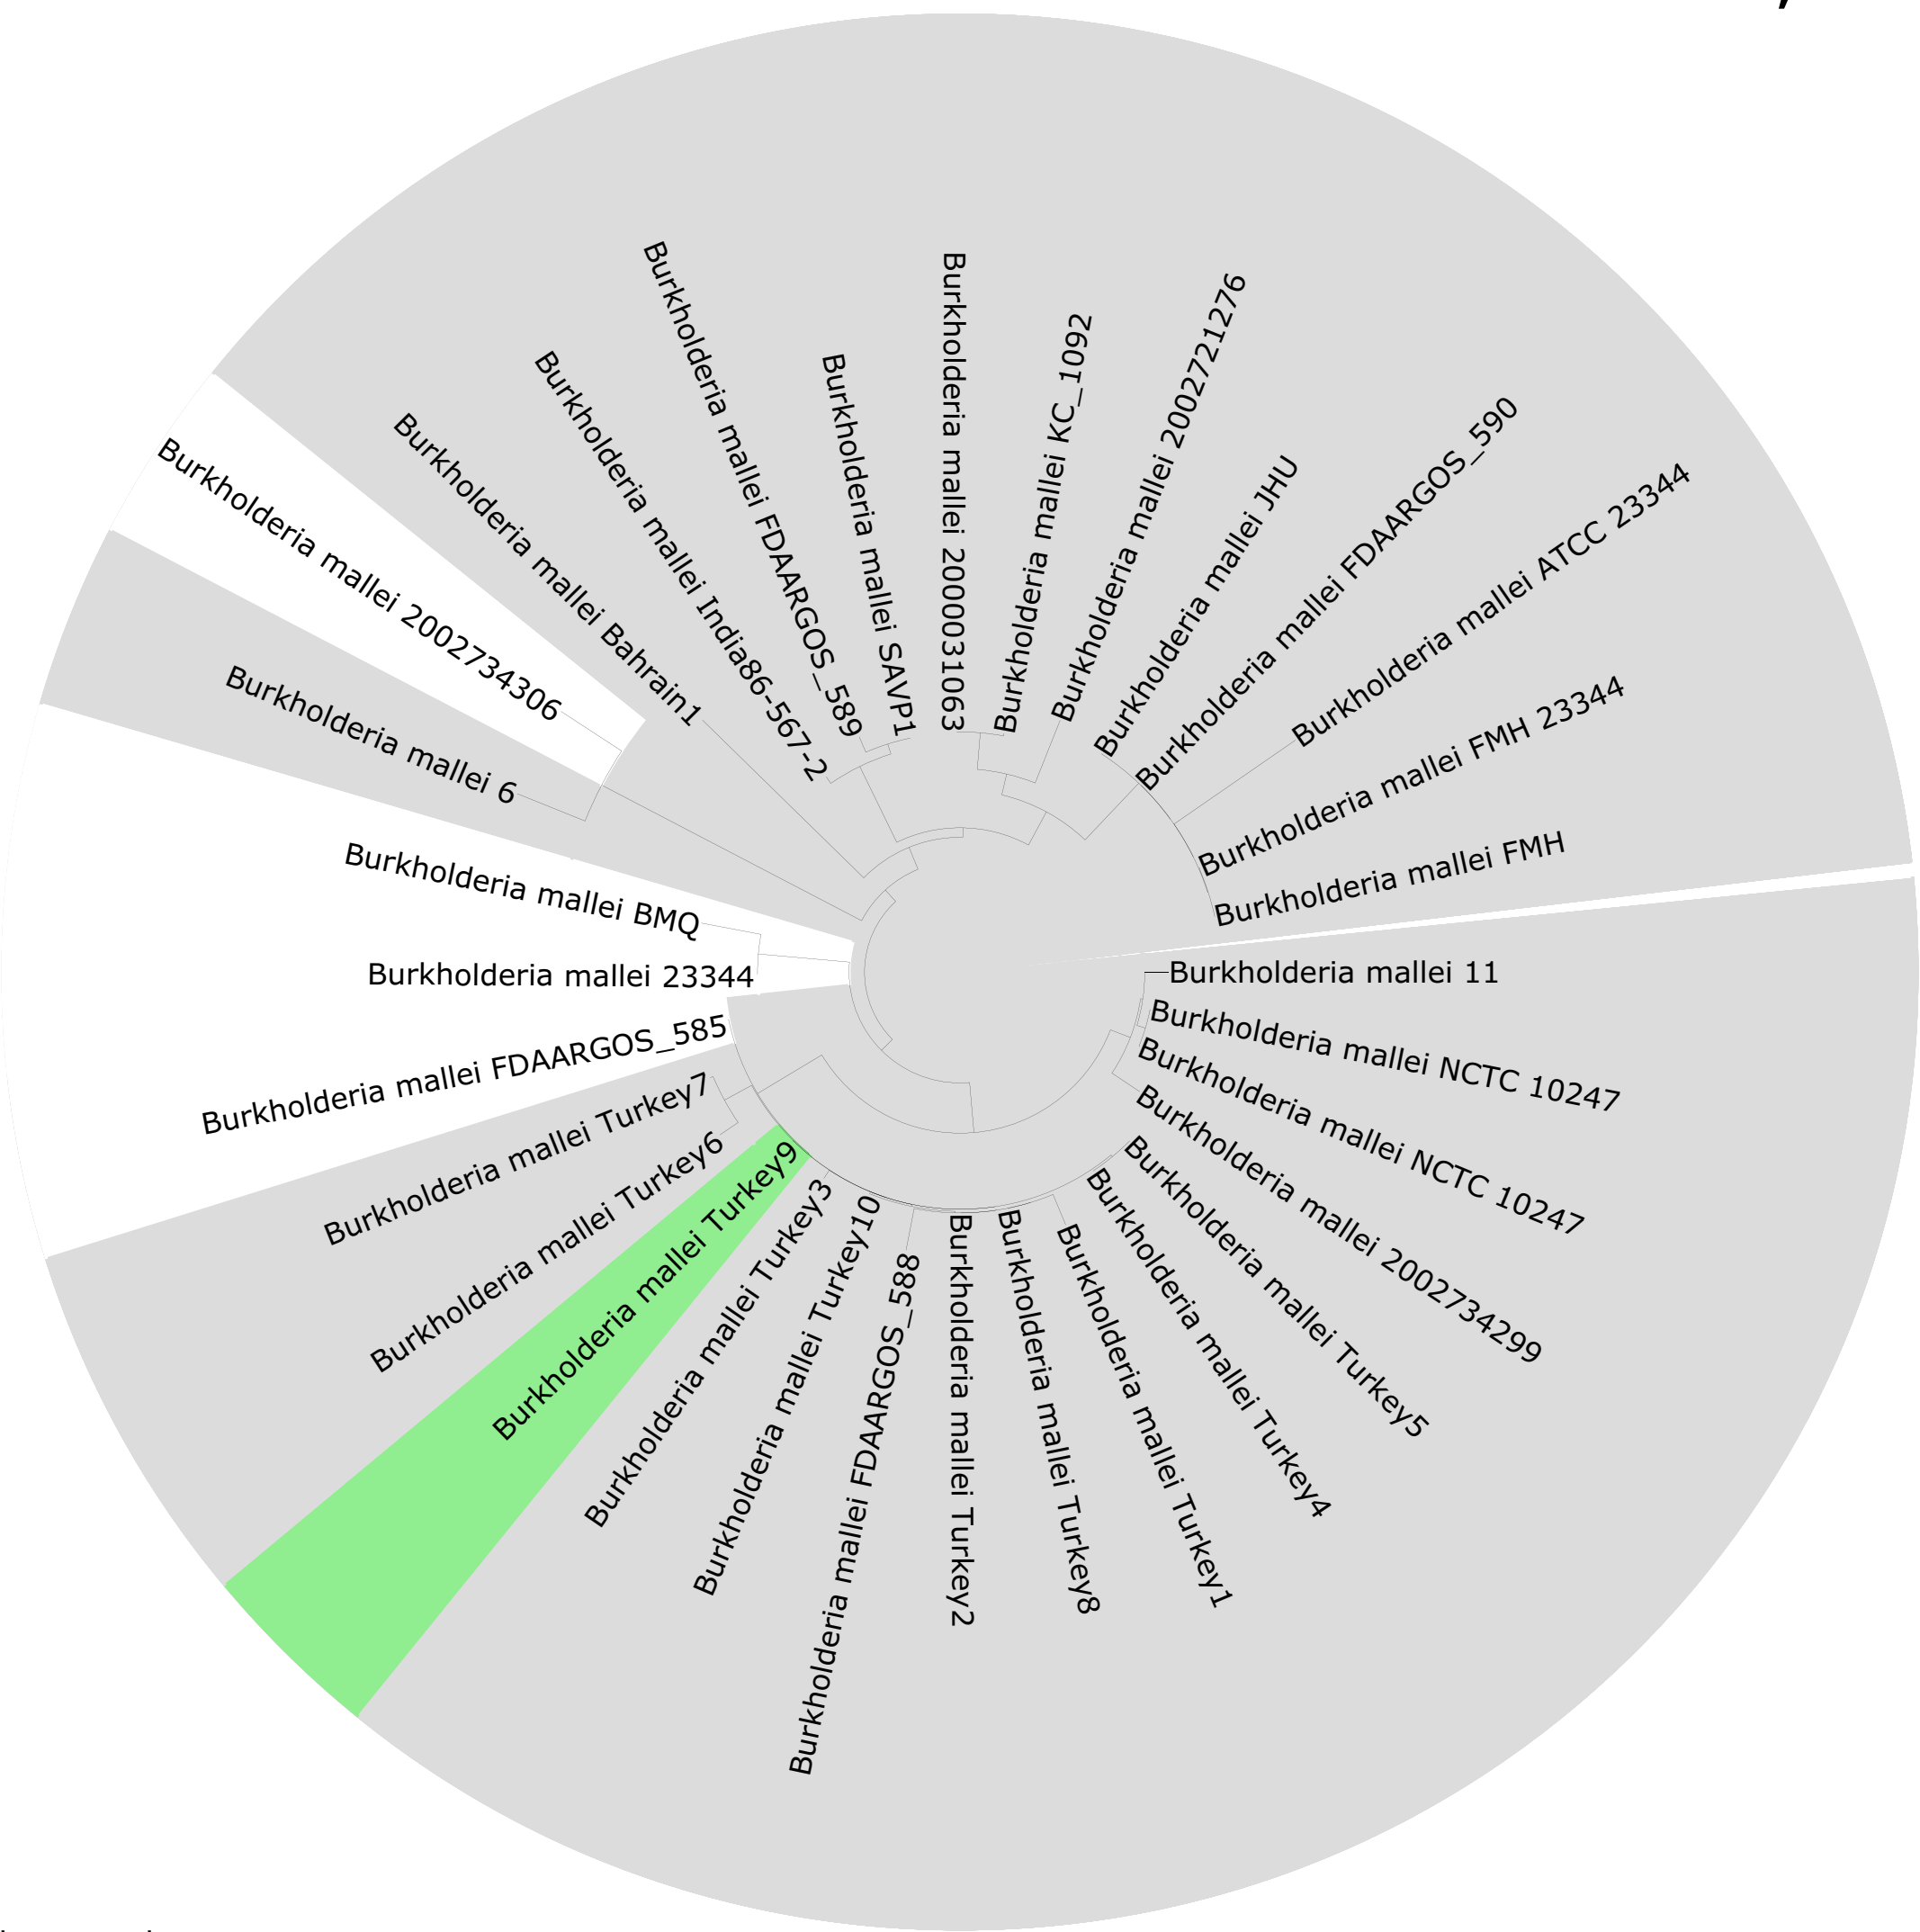 Burkholderia mallei 2000031063
Burkholderia mallei KC_1092
Burkholderia mallei 2002721276
Burkholderia mallei JHU
Burkholderia mallei FDAARGOS_590
Burkholderia mallei ATCC 23344
Burkholderia mallei FMH 23344
Burkholderia mallei FMH
Burkholderia mallei 11
Burkholderia mallei NCTC 10247
Burkholderia mallei NCTC 10247
Burkholderia mallei 2002734299
Burkholderia mallei Turkey5
Burkholderia mallei Turkey4
Burkholderia mallei Turkey1
Burkholderia mallei Turkey8
Burkholderia mallei Turkey2
Burkholderia mallei FDAARGOS_588
Burkholderia mallei Turkey10
Burkholderia mallei Turkey3
Burkholderia mallei Turkey9
Burkholderia mallei Turkey6
Burkholderia mallei Turkey7
Burkholderia mallei FDAARGOS_585
Burkholderia mallei 23344
Burkholderia mallei BMQ
Burkholderia mallei 6
Burkholderia mallei 2002734306
Burkholderia mallei Bahrain1
Burkholderia mallei India86-567-2
Burkholderia mallei FDAARGOS_589
Burkholderia mallei SAVP1